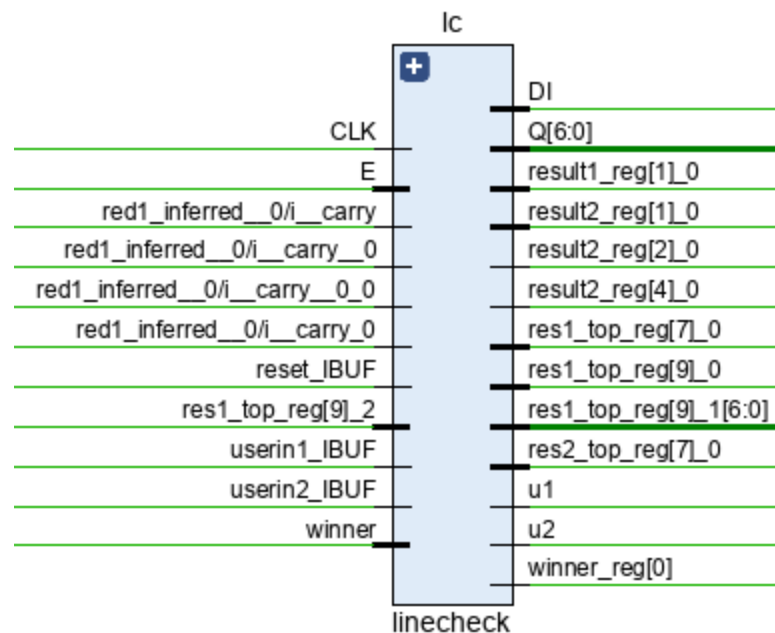 lc
CLK
E
red1_inferred__0/i__carry
red1_inferred__0/i__carry__0
red1_inferred__0/i__carry__0_0
red1_inferred__0/i__carry_0
reset_IBUF
res1_top_reg[9]_2
userin1_IBUF
userin2_IBUF
winner
DI
Q[6:0]
result1_reg[1]_0
result2_reg[1]_0
result2_reg[2]_0
result2_reg[4]_0
res1_top_reg[7]_0
res1_top_reg[9]_0
res1_top_reg[9]_1[6:0]
res2_top_reg[7]_0
u1
u2
winner_reg[0]
linecheck